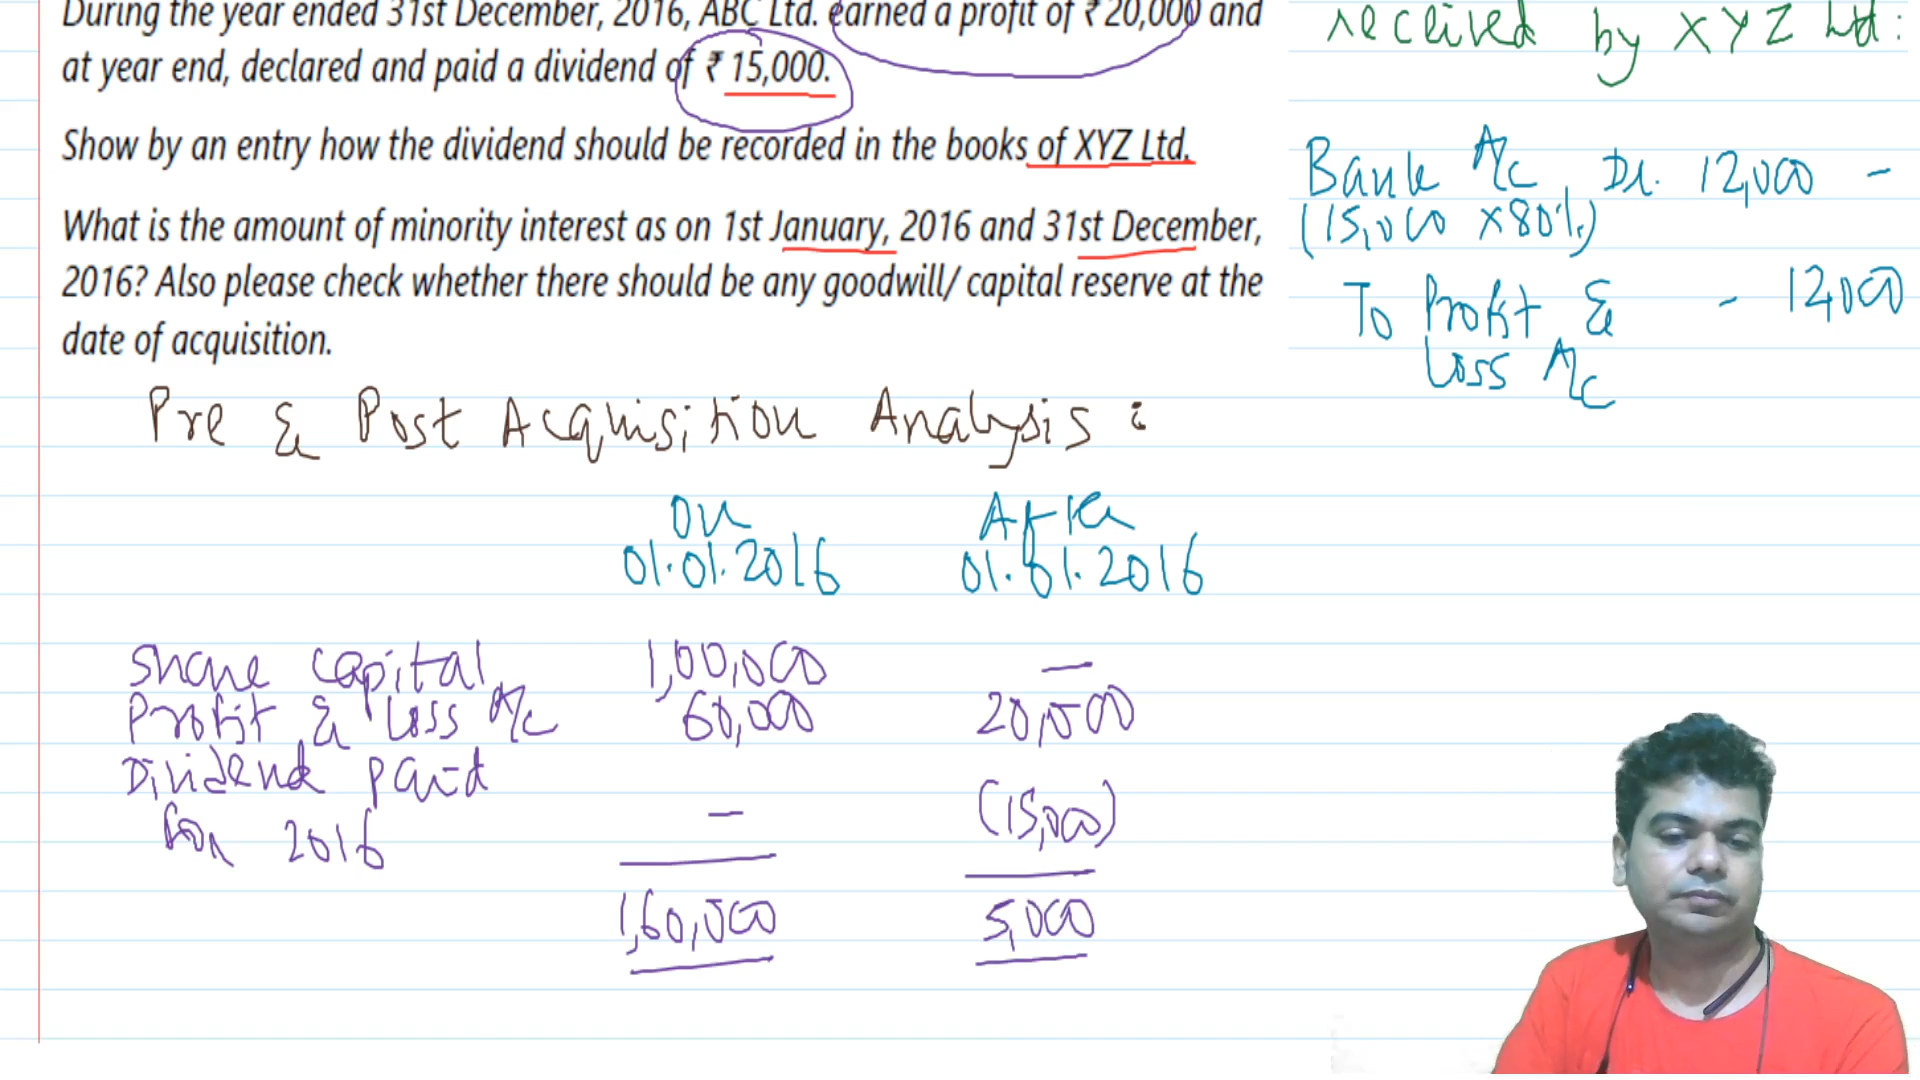 During the year ended 31st December, 2016, ABC Ltd. earned a profit of ₹ 20,000 and
at year end, declared and paid a dividend of ₹ 15,000.
Show by an entry how the dividend should be recorded in the books of XYZ Ltd.
What is the amount of minority interest as on 1st January, 2016 and 31st December,
2016? Also please check whether there should be any goodwill/ capital reserve at the
date of acquisition.
Pre & Post Acquisition Analysis :
On After
01.01.2016 01.01.2016
Share capital 1,00,000 —
Profit & Loss A/c 60,000 20,000
Dividend paid
for 2016 — (15,000)
1,60,000 5,000
received by XYZ Ltd:
Bank A/c Dr. 12,000 -
(15,000 x80%)
To Profit & - 12,000
Loss A/c